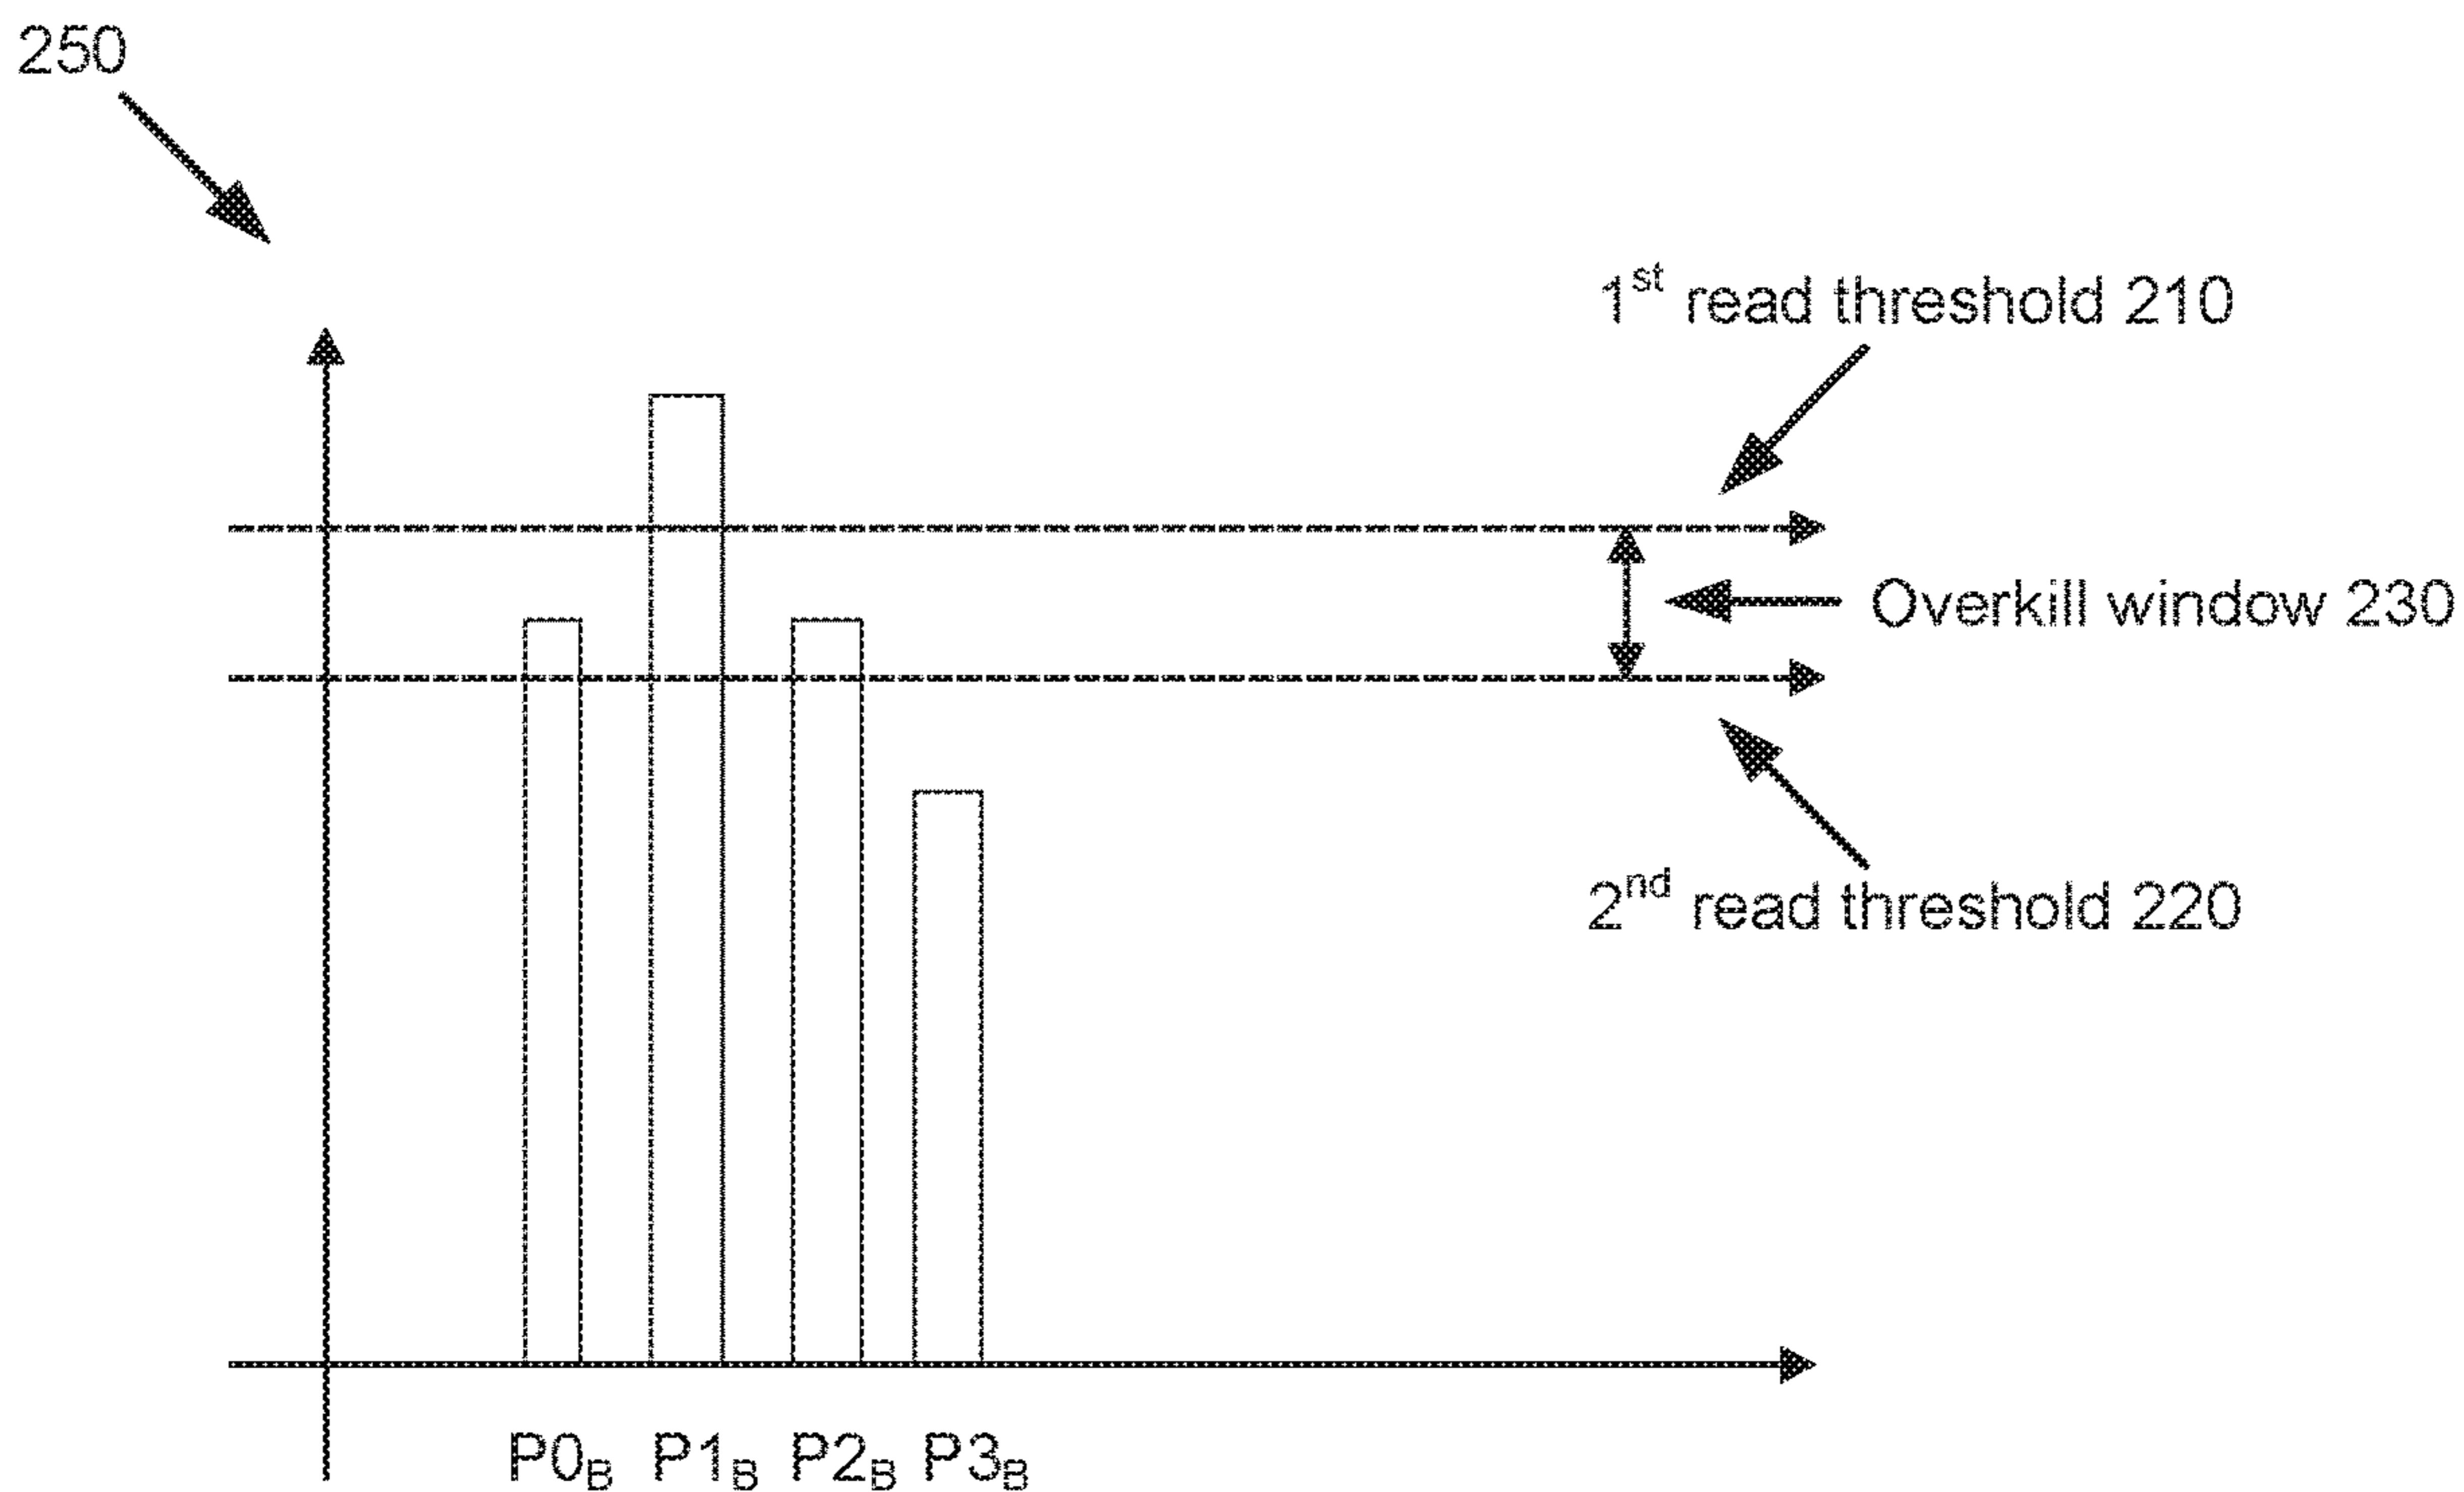 250
1st read threshold 210
Overkill window 230
2nd read threshold 220
P0B P1B P2B P3B